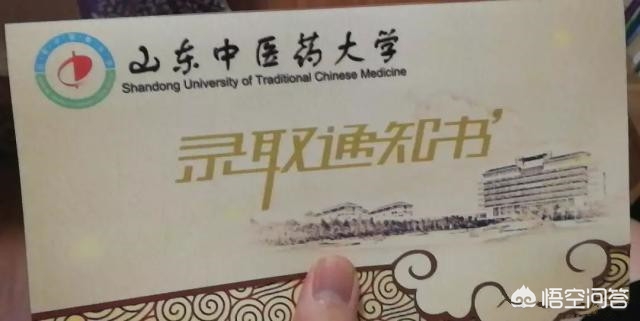 山东中医药大学
Shandong University of Traditional Chinese Medicine
录取通知书
悟空问答